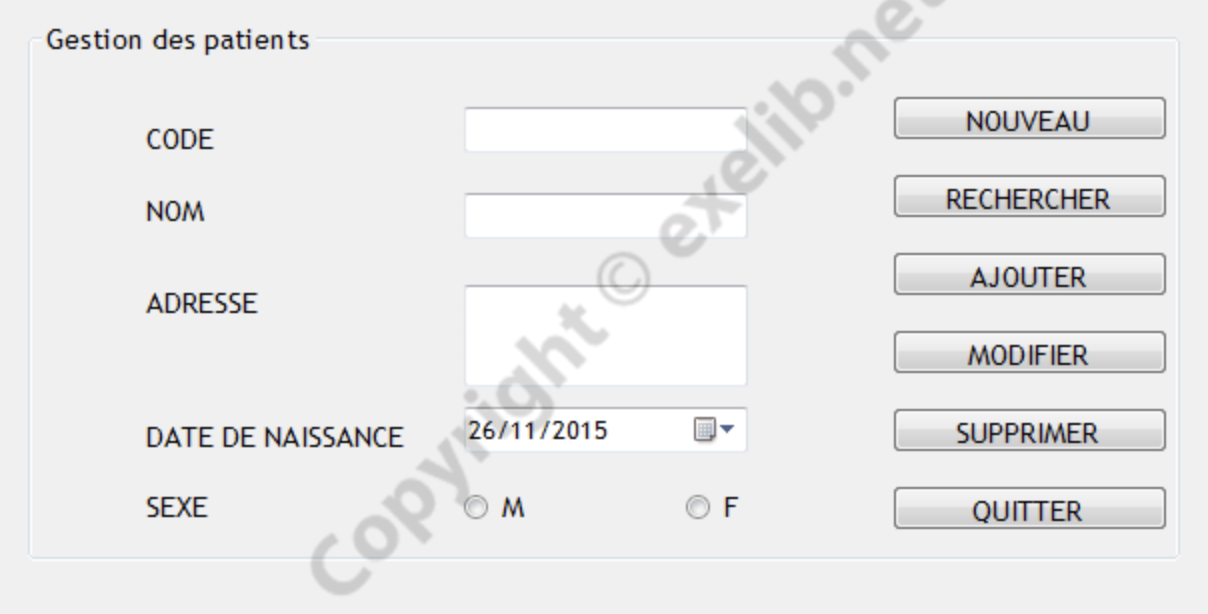 Gestion des patients
CODE
NOUVEAU
NOM
RECHERCHER
ADRESSE
AJOUTER
MODIFIER
DATE DE NAISSANCE
26/11/2015
SUPPRIMER
SEXE
M
F
QUITTER
Copyright © exelib.net